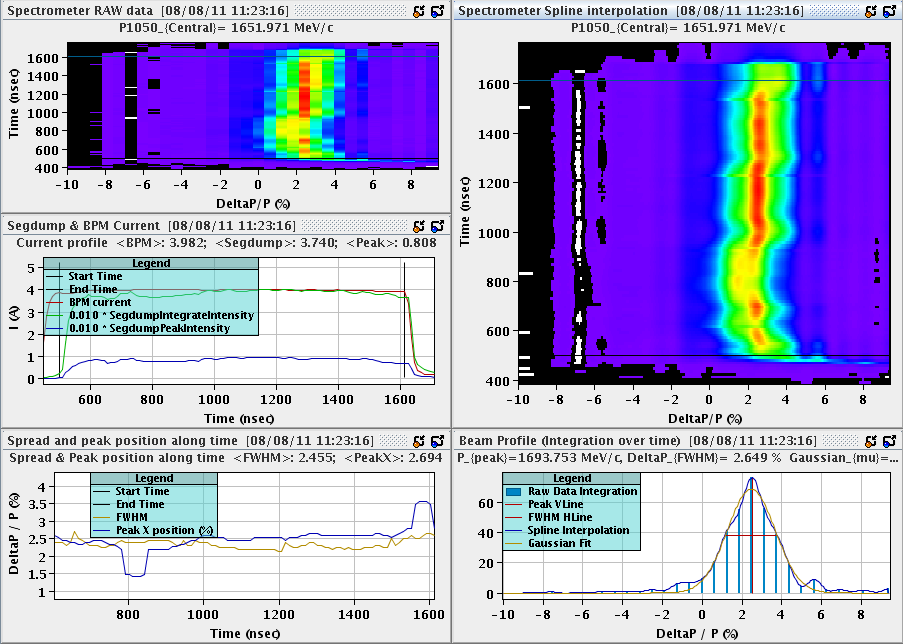 Spectrometer RAW data [08/08/11 11:23:16]
P1050_{Central}= 1651.971 MeV/c
Time (nsec)
1600
1400
1200
1000
800
600
400
-10 -8 -6 -4 -2 0 2 4 6 8
DeltaP/P (%)
Segdump & BPM Current [08/08/11 11:23:16]
Current profile <BPM>: 3.982; <Segdump>: 3.740; <Peak>: 0.808
I (A)
5
4
3
2
1
0
Legend
Start Time
End Time
BPM current
0.010 * SegdumpIntegrateIntensity
0.010 * SegdumpPeakIntensity
600 800 1000 1200 1400 1600
Time (nsec)
Spread and peak position along time [08/08/11 11:23:16]
Spread & Peak position along time <FWHM>: 2.455; <PeakX>: 2.694
DeltaP / P (%)
4
3.5
3
2.5
2
1.5
1
Legend
Start Time
End Time
FWHM
Peak X position (%)
800 1000 1200 1400 1600
Time (nsec)
Spectrometer Spline interpolation [08/08/11 11:23:16]
P1050_{Central}= 1651.971 MeV/c
Time (nsec)
1600
1400
1200
1000
800
600
400
-10 -8 -6 -4 -2 0 2 4 6 8
DeltaP/P (%)
Beam Profile (Integration over time) [08/08/11 11:23:16]
P_{peak}=1693.753 MeV/c, DeltaP_{FWHM}= 2.649 % Gaussian_{mu}=...
60
40
20
0
Legend
Raw Data Integration
Peak VLine
FWHM HLine
Spline Interpolation
Gaussian Fit
-10 -8 -6 -4 -2 0 2 4 6 8
DeltaP / P (%)